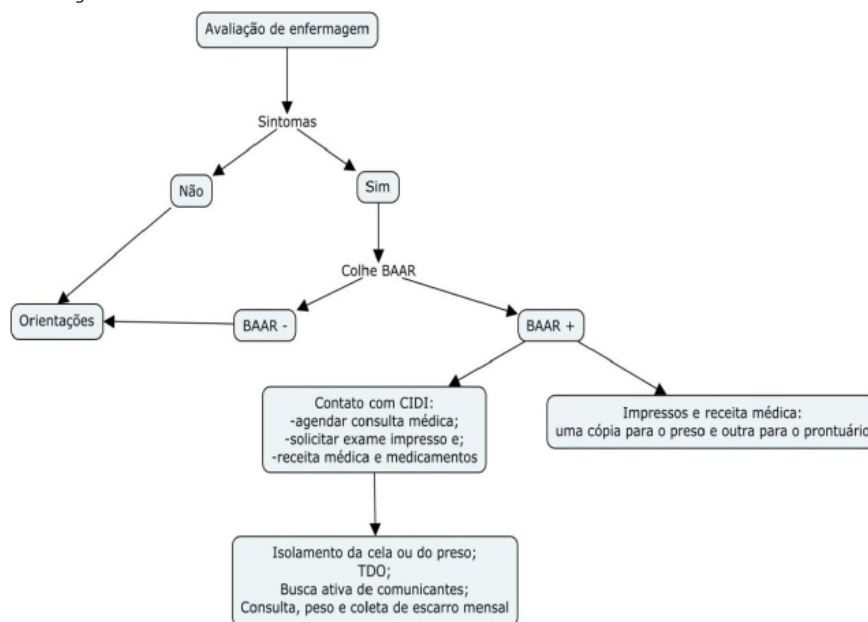 Avaliação de enfermagem
Sintomas
Não
Sim
Colhe BAAR
Orientações
BAAR -
BAAR +
Contato com CIDI:
-agendar consulta médica;
-solicitar exame impresso e;
-receita médica e medicamentos
Impressos e receita médica:
uma cópia para o preso e outra para o prontuário
Isolamento da cela ou do preso;
TDO;
Busca ativa de comunicantes;
Consulta, peso e coleta de escarro mensal